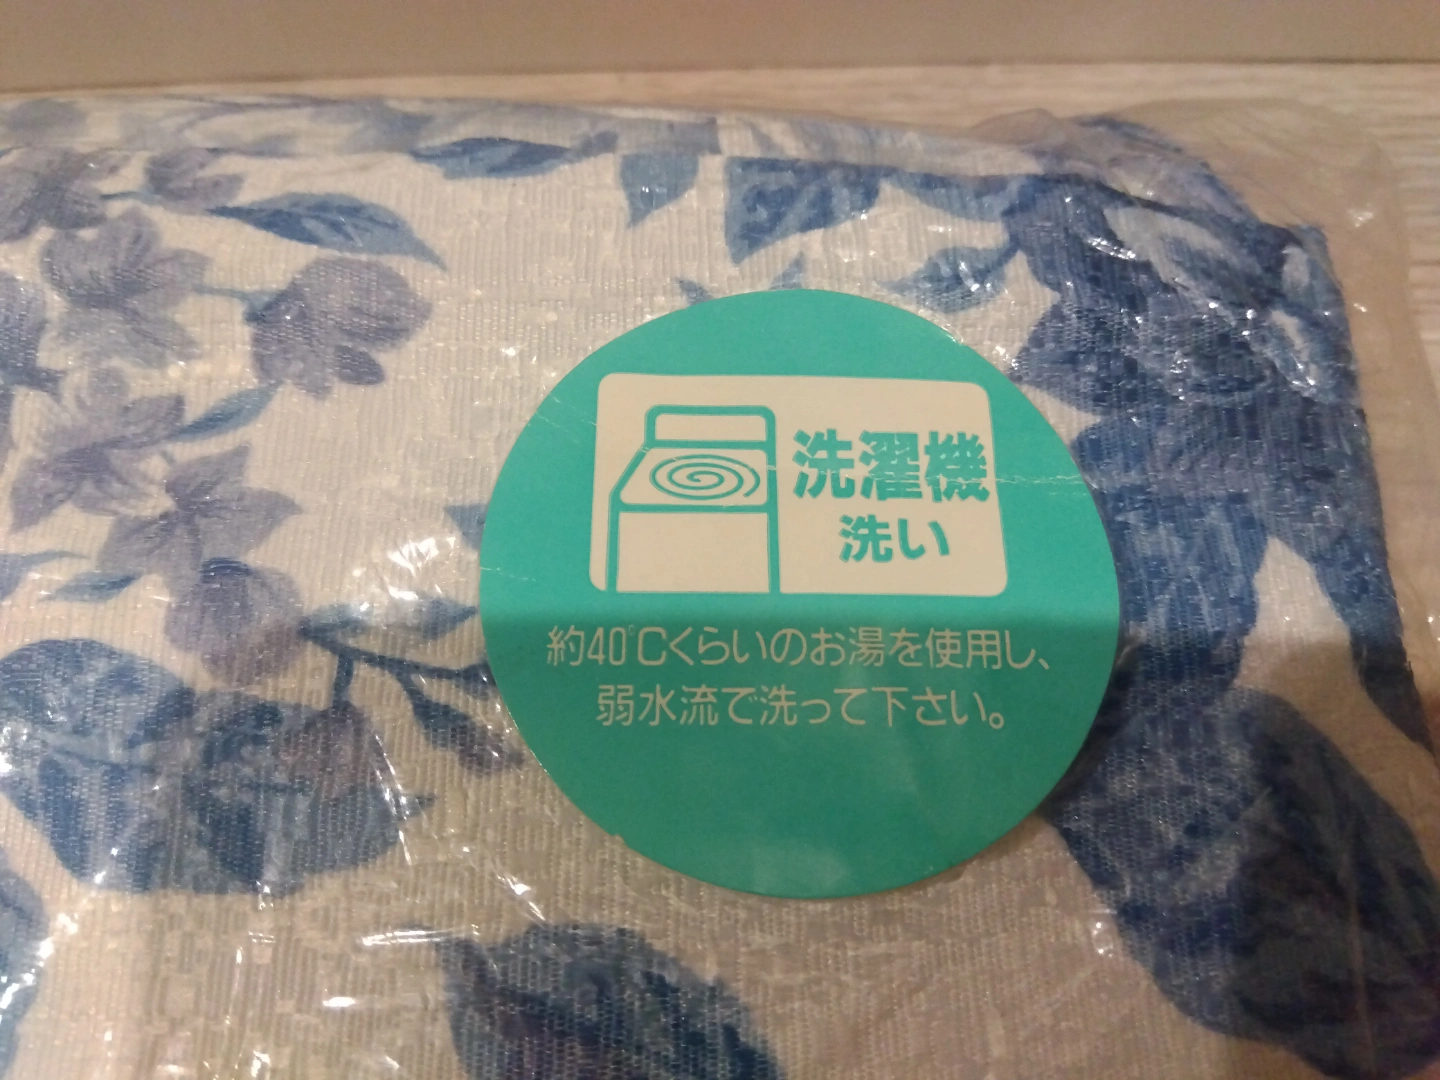 洗濯機
洗い
約40℃くらいのお湯を使用し、
弱水流で洗って下さい。